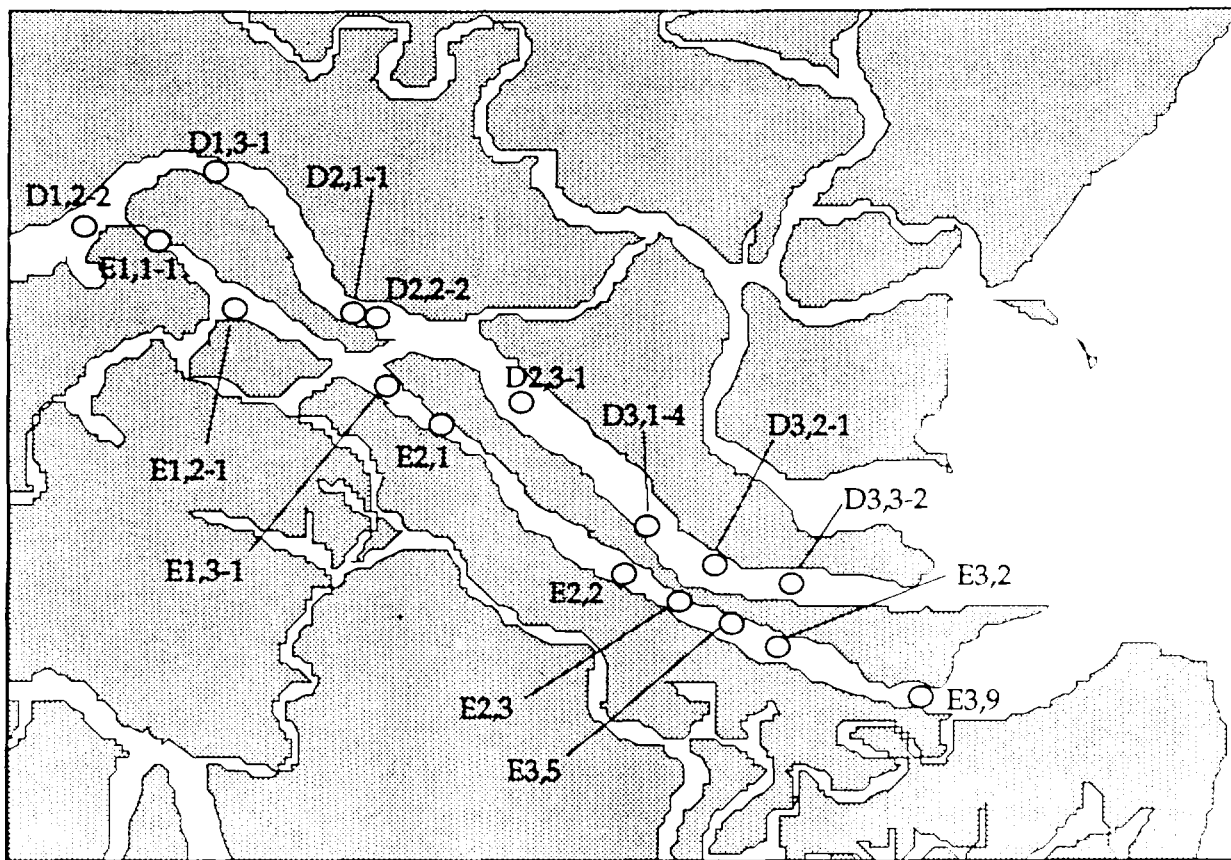 D1,3-1
D2,1-1
D1,2-2
E1,1-1
D2,2-2
D2,3-1
D3,1-4
D3,2-1
E1,2-1
E2,1
D3,3-2
E1,3-1
E2,2
E3,2
E2,3
E3,9
E3,5